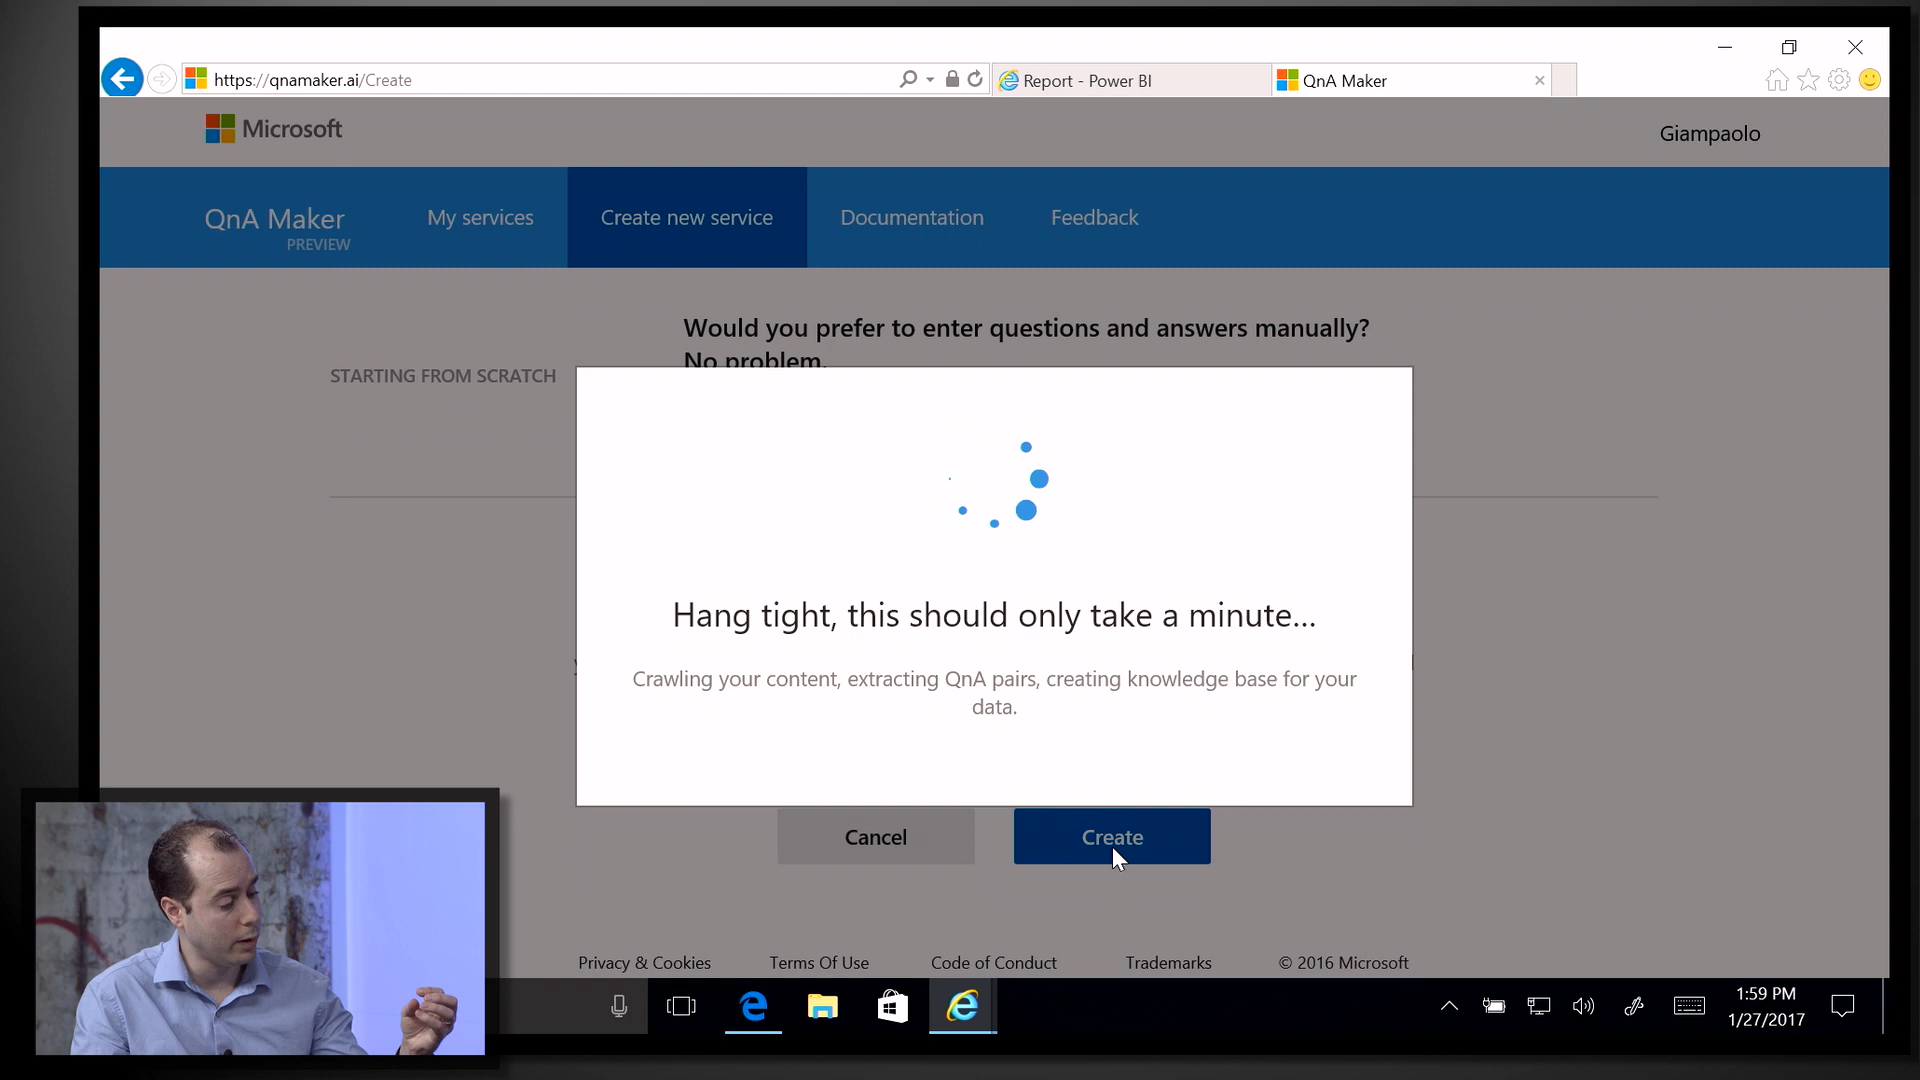 https://qnamaker.ai/Create
Report - Power BI
QnA Maker
Microsoft
Giampaolo
QnA Maker
PREVIEW
My services
Create new service
Documentation
Feedback
Would you prefer to enter questions and answers manually?
No problem.
STARTING FROM SCRATCH
Hang tight, this should only take a minute...
Crawling your content, extracting QnA pairs, creating knowledge base for your
data.
Cancel
Create
Privacy & Cookies
Terms Of Use
Code of Conduct
Trademarks
© 2016 Microsoft
1:59 PM
1/27/2017